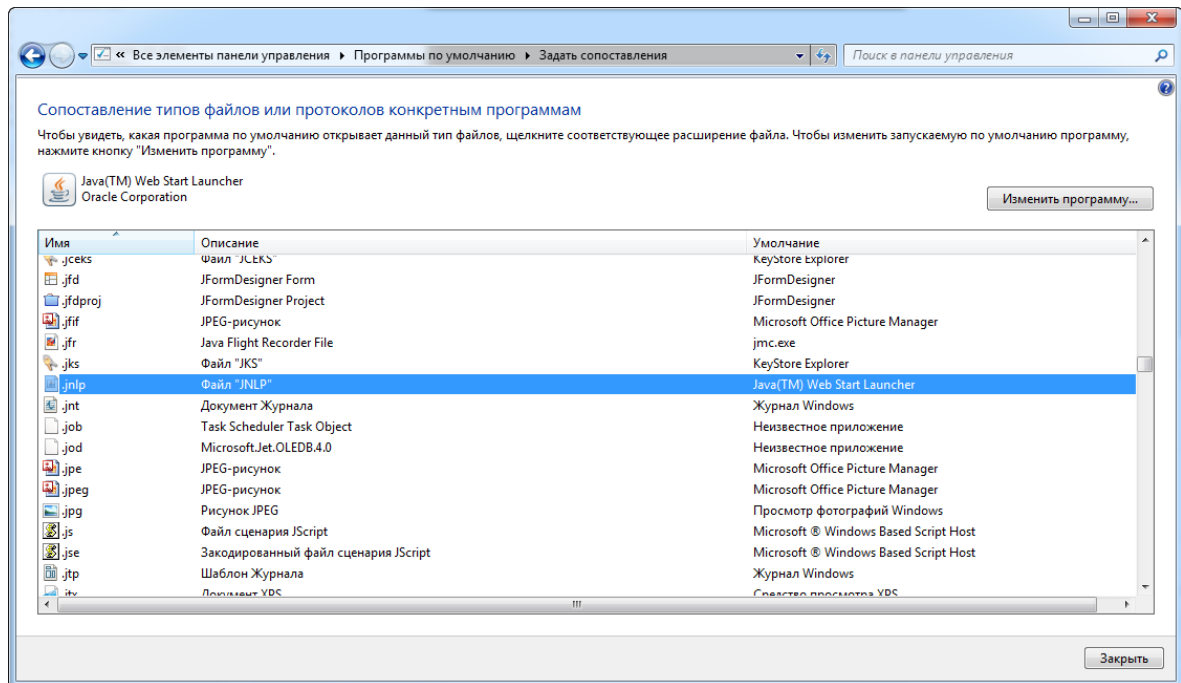 « Все элементы панели управления ▸ Программы по умолчанию ▸ Задать сопоставления
Поиск в панели управления
Сопоставление типов файлов или протоколов конкретным программам
Чтобы увидеть, какая программа по умолчанию открывает данный тип файлов, щелкните соответствующее расширение файла. Чтобы изменить запускаемую по умолчанию программу,
нажмите кнопку "Изменить программу".
Java(TM) Web Start Launcher
Oracle Corporation
Изменить программу...
Имя Описание Умолчание
.jceks Файл "JCEKS" KeyStore Explorer
.jfd JFormDesigner Form JFormDesigner
.jfdproj JFormDesigner Project JFormDesigner
.jfif JPEG-рисунок Microsoft Office Picture Manager
.jfr Java Flight Recorder File jmc.exe
.jks Файл "JKS" KeyStore Explorer
.jnlp Файл "JNLP" Java(TM) Web Start Launcher
.jnt Документ Журнала Журнал Windows
.job Task Scheduler Task Object Неизвестное приложение
.jod Microsoft.Jet.OLEDB.4.0 Неизвестное приложение
.jpe JPEG-рисунок Microsoft Office Picture Manager
.jpeg JPEG-рисунок Microsoft Office Picture Manager
.jpg Рисунок JPEG Просмотр фотографий Windows
.js Файл сценария JScript Microsoft ® Windows Based Script Host
.jse Закодированный файл сценария JScript Microsoft ® Windows Based Script Host
.jtp Шаблон Журнала Журнал Windows
.jtx Документ XPS Средство просмотра XPS
Закрыть